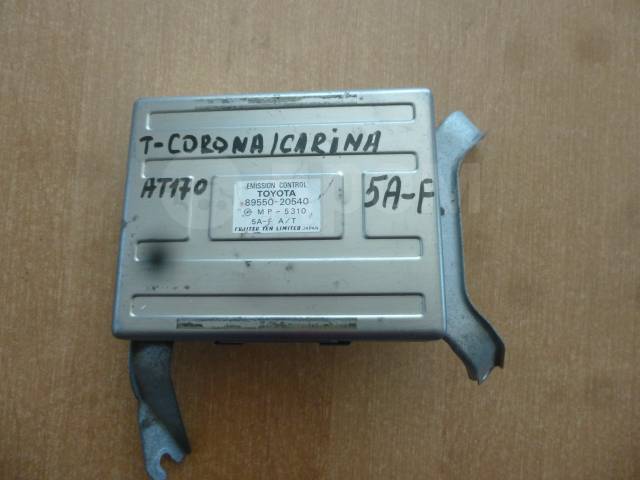 T-CORONA/CARINA
AT170
5A-F
EMISSION CONTROL
TOYOTA
89550-20540
MP-5310
5A-F A/T
FUJITSU TEN LIMITED JAPAN